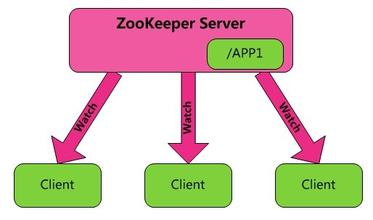 ZooKeeper Server
/APP1
Watch
Watch
Watch
Client
Client
Client